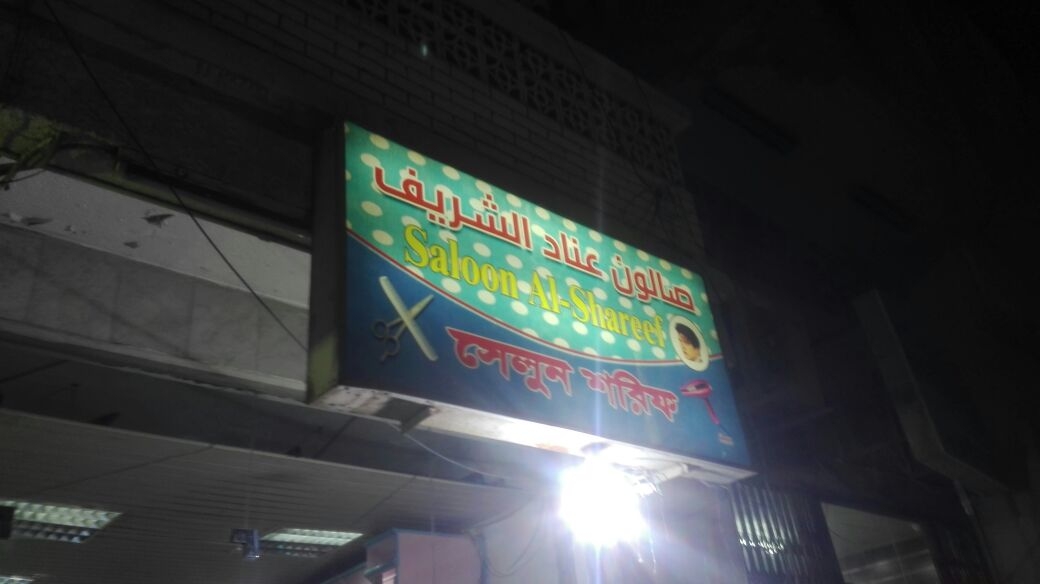 صالون عناد الشريف
Saloon Al-Shareef
সেলুন শরিফ